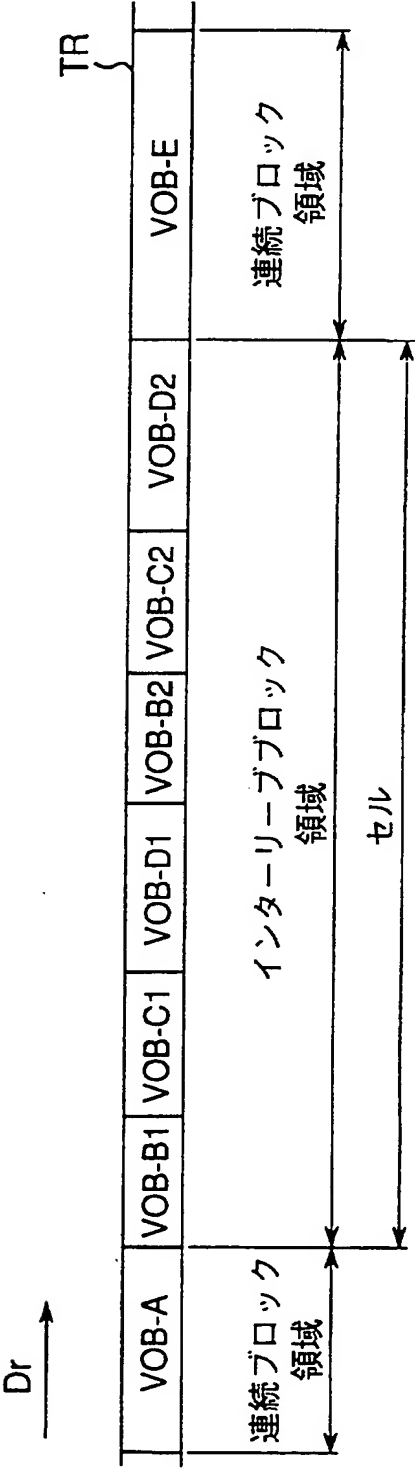 Dr
TR
VOB-A
VOB-B1
VOB-C1
VOB-D1
VOB-B2
VOB-C2
VOB-D2
VOB-E
連続ブロック
領域
インターリーブブロック
領域
連続ブロック
領域
セル